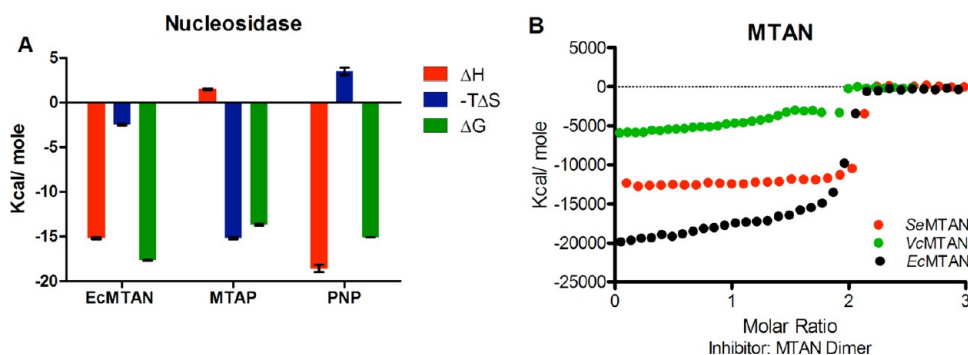 A
Nucleosidase
Kcal/ mole
5
0
-5
-10
-15
-20
EcMTAN
MTAP
PNP
ΔH
-TΔS
ΔG
B
MTAN
Kcal/ mole
5000
0
-5000
-10000
-15000
-20000
-25000
0
1
2
3
SeMTAN
VcMTAN
EcMTAN
Molar Ratio
Inhibitor: MTAN Dimer